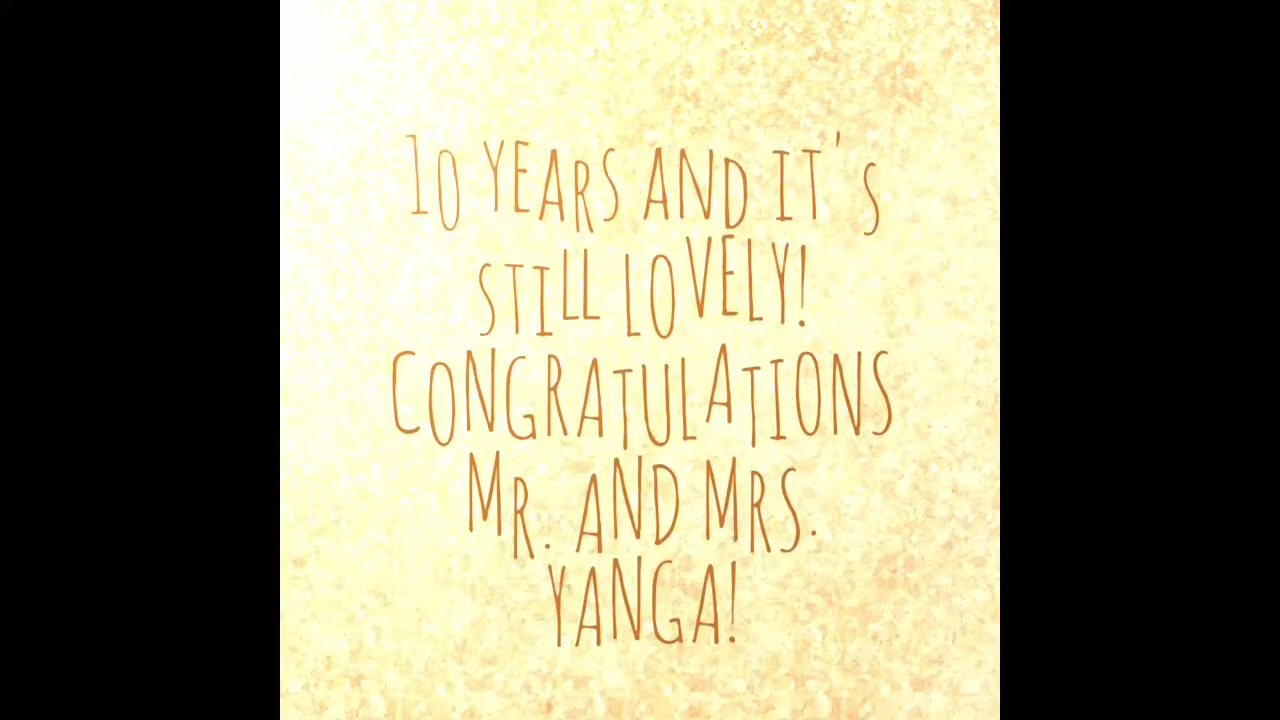 10 YEARS AND IT'S
STILL LOVELY!
CONGRATULATIONS
MR. AND MRS.
YANGA!